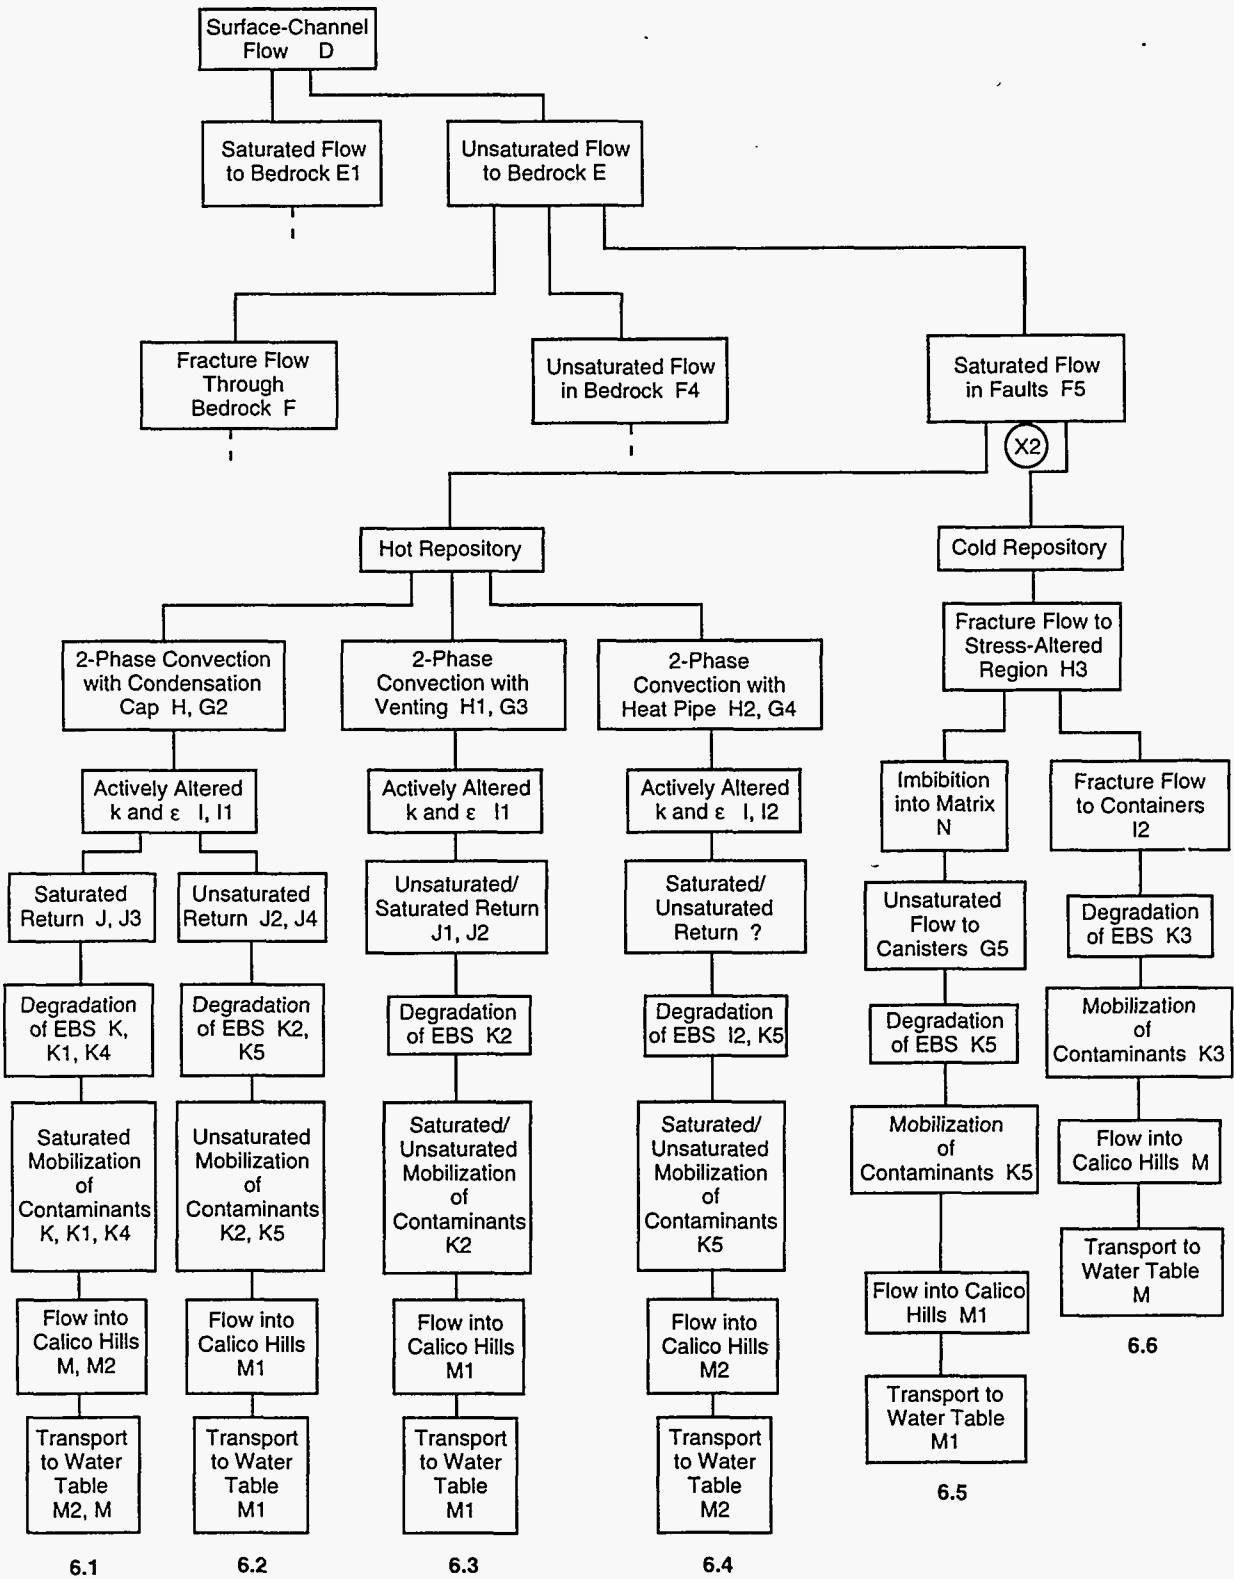 Surface-Channel
Flow D
Saturated Flow
to Bedrock E1
Unsaturated Flow
to Bedrock E
Fracture Flow
Through
Bedrock F
Unsaturated Flow
in Bedrock F4
Saturated Flow
in Faults F5
X2
Hot Repository
Cold Repository
2-Phase Convection
with Condensation
Cap H, G2
2-Phase
Convection with
Venting H1, G3
2-Phase
Convection with
Heat Pipe H2, G4
Fracture Flow to
Stress-Altered
Region H3
Actively Altered
k and ε I, I1
Actively Altered
k and ε I1
Actively Altered
k and ε I, I2
Imbibition
into Matrix
N
Fracture Flow
to Containers
I2
Saturated
Return J, J3
Unsaturated
Return J2, J4
Unsaturated/
Saturated Return
J1, J2
Saturated/
Unsaturated
Return ?
Unsaturated
Flow to
Canisters G5
Degradation
of EBS K3
Degradation
of EBS K,
K1, K4
Degradation
of EBS K2,
K5
Degradation
of EBS K2
Degradation
of EBS I2, K5
Degradation
of EBS K5
Mobilization
of
Contaminants K3
Saturated
Mobilization
of
Contaminants
K, K1, K4
Unsaturated
Mobilization
of
Contaminants
K2, K5
Saturated/
Unsaturated
Mobilization
of
Contaminants
K2
Saturated/
Unsaturated
Mobilization
of
Contaminants
K5
Mobilization
of
Contaminants K5
Flow into
Calico Hills M
Flow into
Calico Hills
M, M2
Flow into
Calico Hills
M1
Flow into
Calico Hills
M1
Flow into
Calico Hills
M2
Flow into Calico
Hills M1
Transport to
Water Table
M
6.6
Transport
to Water
Table
M2, M
Transport
to Water
Table
M1
Transport
to Water
Table
M1
Transport
to Water
Table
M2
Transport to
Water Table
M1
6.5
6.1
6.2
6.3
6.4